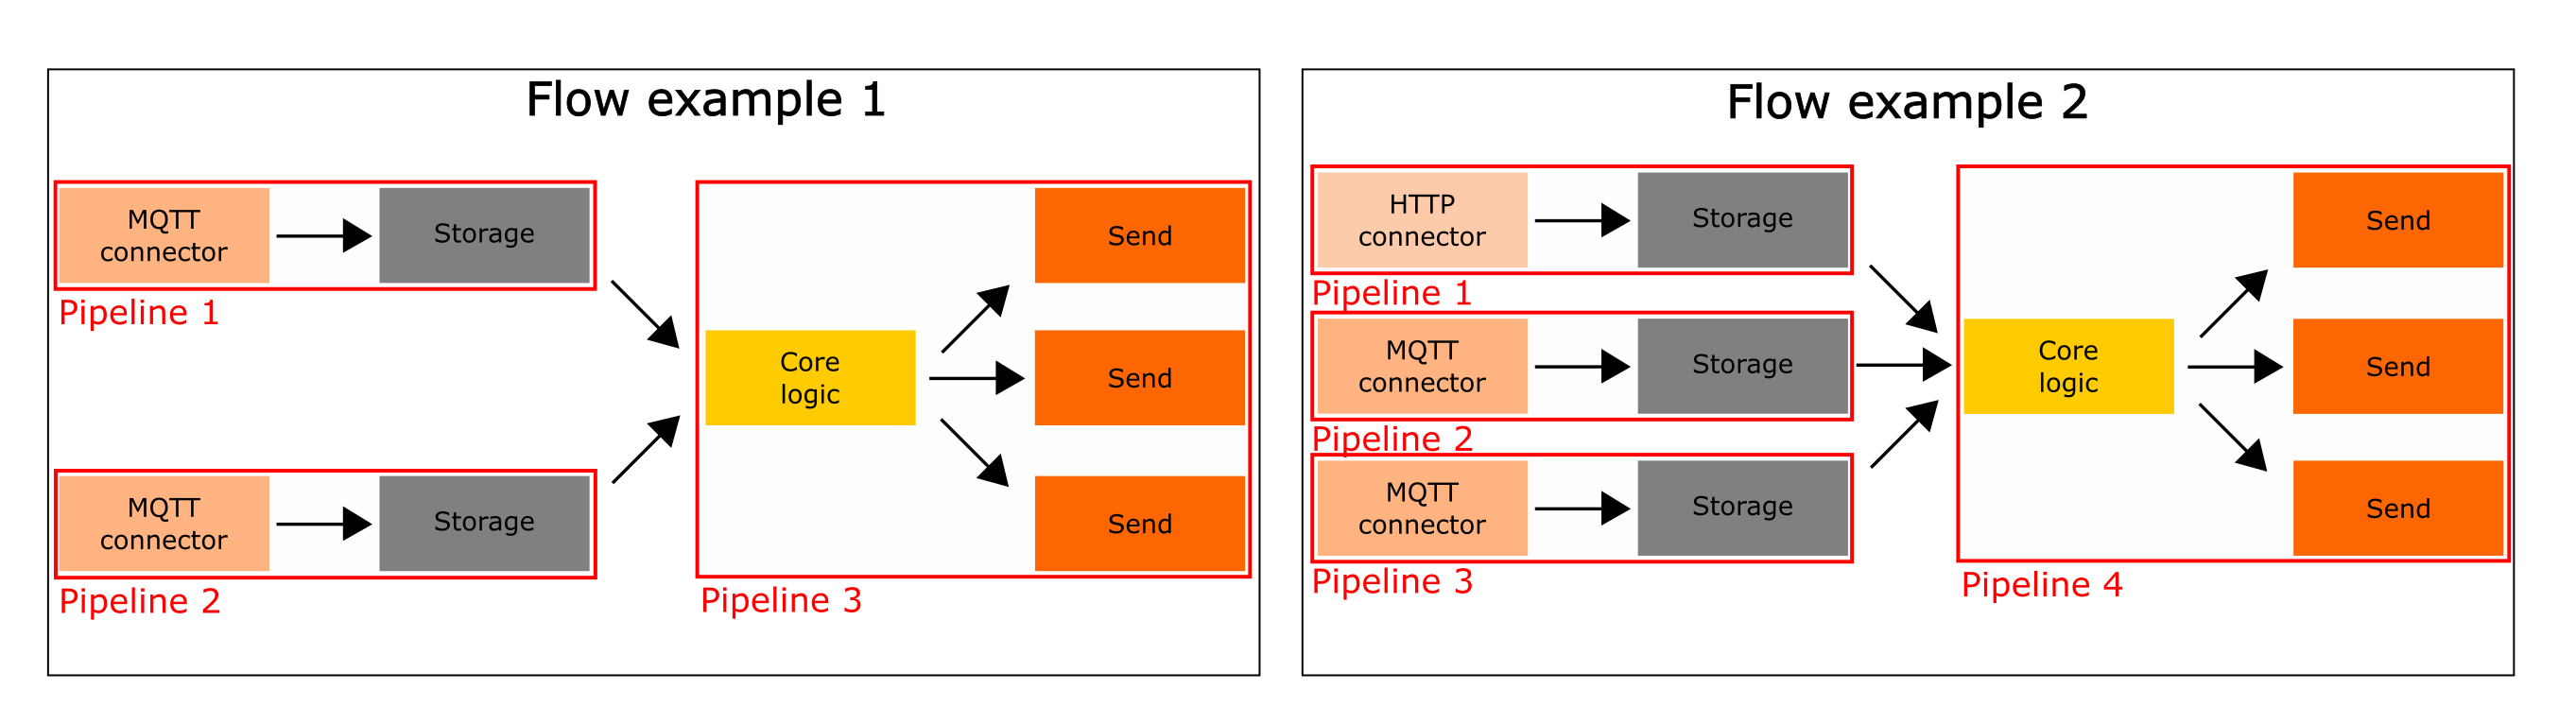 Flow example 1
MQTT
connector
Storage
Pipeline 1
MQTT
connector
Storage
Pipeline 2
Core
logic
Send
Send
Send
Pipeline 3
Flow example 2
HTTP
connector
Storage
Pipeline 1
MQTT
connector
Storage
Pipeline 2
MQTT
connector
Storage
Pipeline 3
Core
logic
Send
Send
Send
Pipeline 4